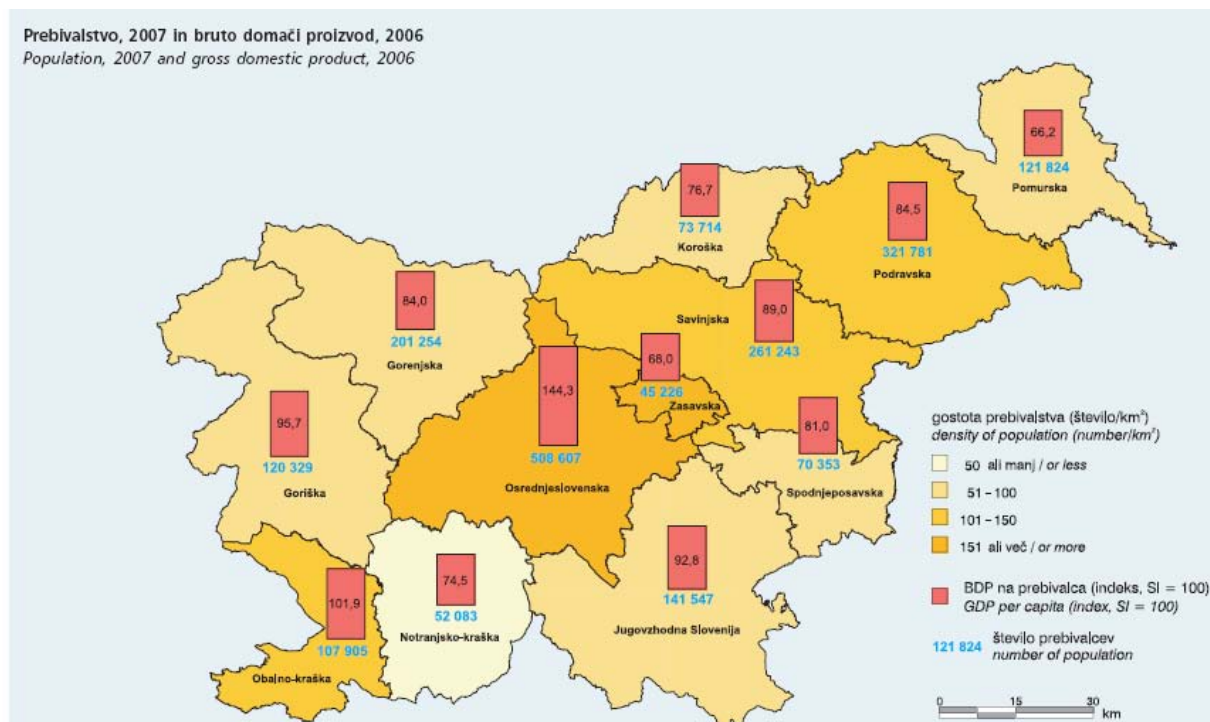 Prebivalstvo, 2007 in bruto domači proizvod, 2006
Population, 2007 and gross domestic product, 2006
66,2
121 824
Pomurska
76,7
73 714
Koroška
84,5
321 781
Podravska
84,0
201 254
Gorenjska
Savinjska
89,0
261 243
68,0
45 226
Zasavska
144,3
508 607
Osrednjeslovenska
95,7
120 329
Goriška
81,0
70 353
Spodnjeposavska
92,8
141 547
Jugovzhodna Slovenija
74,5
52 083
Notranjsko-kraška
101,9
107 905
Obalno-kraška
gostota prebivalstva (število/km²)
density of population (number/km²)
50 ali manj / or less
51 – 100
101 – 150
151 ali več / or more
BDP na prebivalca (indeks, SI = 100)
GDP per capita (index, SI = 100)
121 824 število prebivalcev
number of population
0 15 30
km